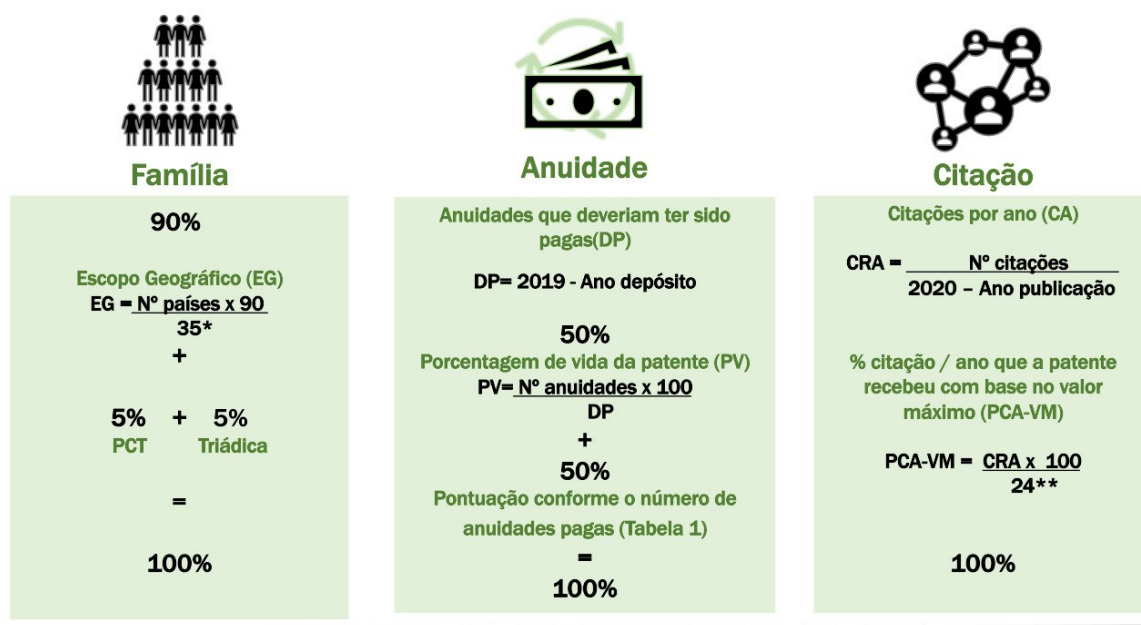 Família
90%
Escopo Geográfico (EG)
EG = Nº países x 90
35*
+
5% + 5%
PCT Triádica
=
100%
Anuidade
Anuidades que deveriam ter sido
pagas(DP)
DP= 2019 - Ano depósito
50%
Porcentagem de vida da patente (PV)
PV= Nº anuidades x 100
DP
+
50%
Pontuação conforme o número de
anuidades pagas (Tabela 1)
=
100%
Citação
Citações por ano (CA)
CRA = Nº citações
2020 – Ano publicação
% citação / ano que a patente
recebeu com base no valor
máximo (PCA-VM)
PCA-VM = CRA x 100
24**
100%